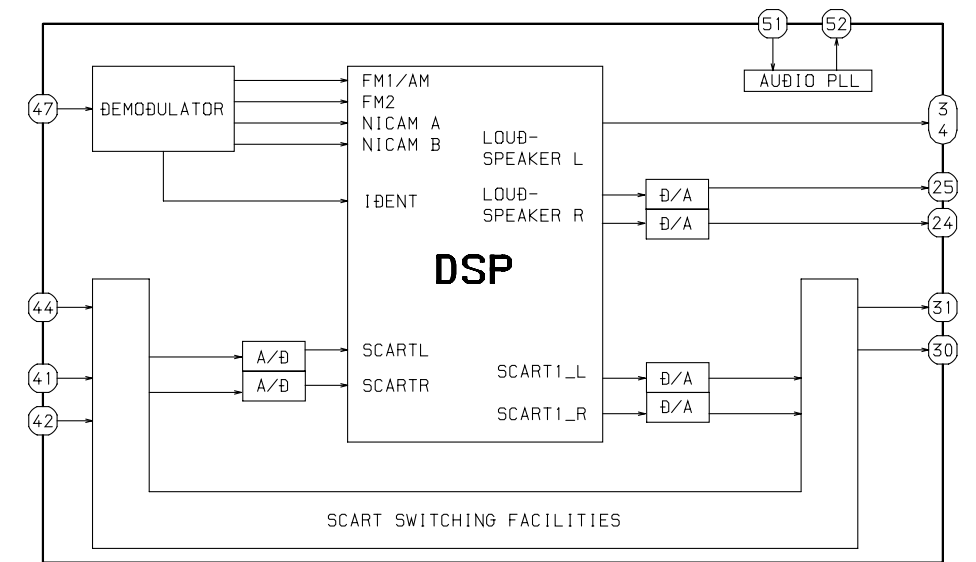 51
52
AUDIO PLL
47
DEMODULATOR
FM1/AM
FM2
NICAM A
NICAM B
IDENT
LOUD-
SPEAKER L
LOUD-
SPEAKER R
D/A
D/A
3
4
25
24
DSP
44
41
42
A/D
A/D
SCARTL
SCARTR
SCART1_L
SCART1_R
D/A
D/A
31
30
SCART SWITCHING FACILITIES